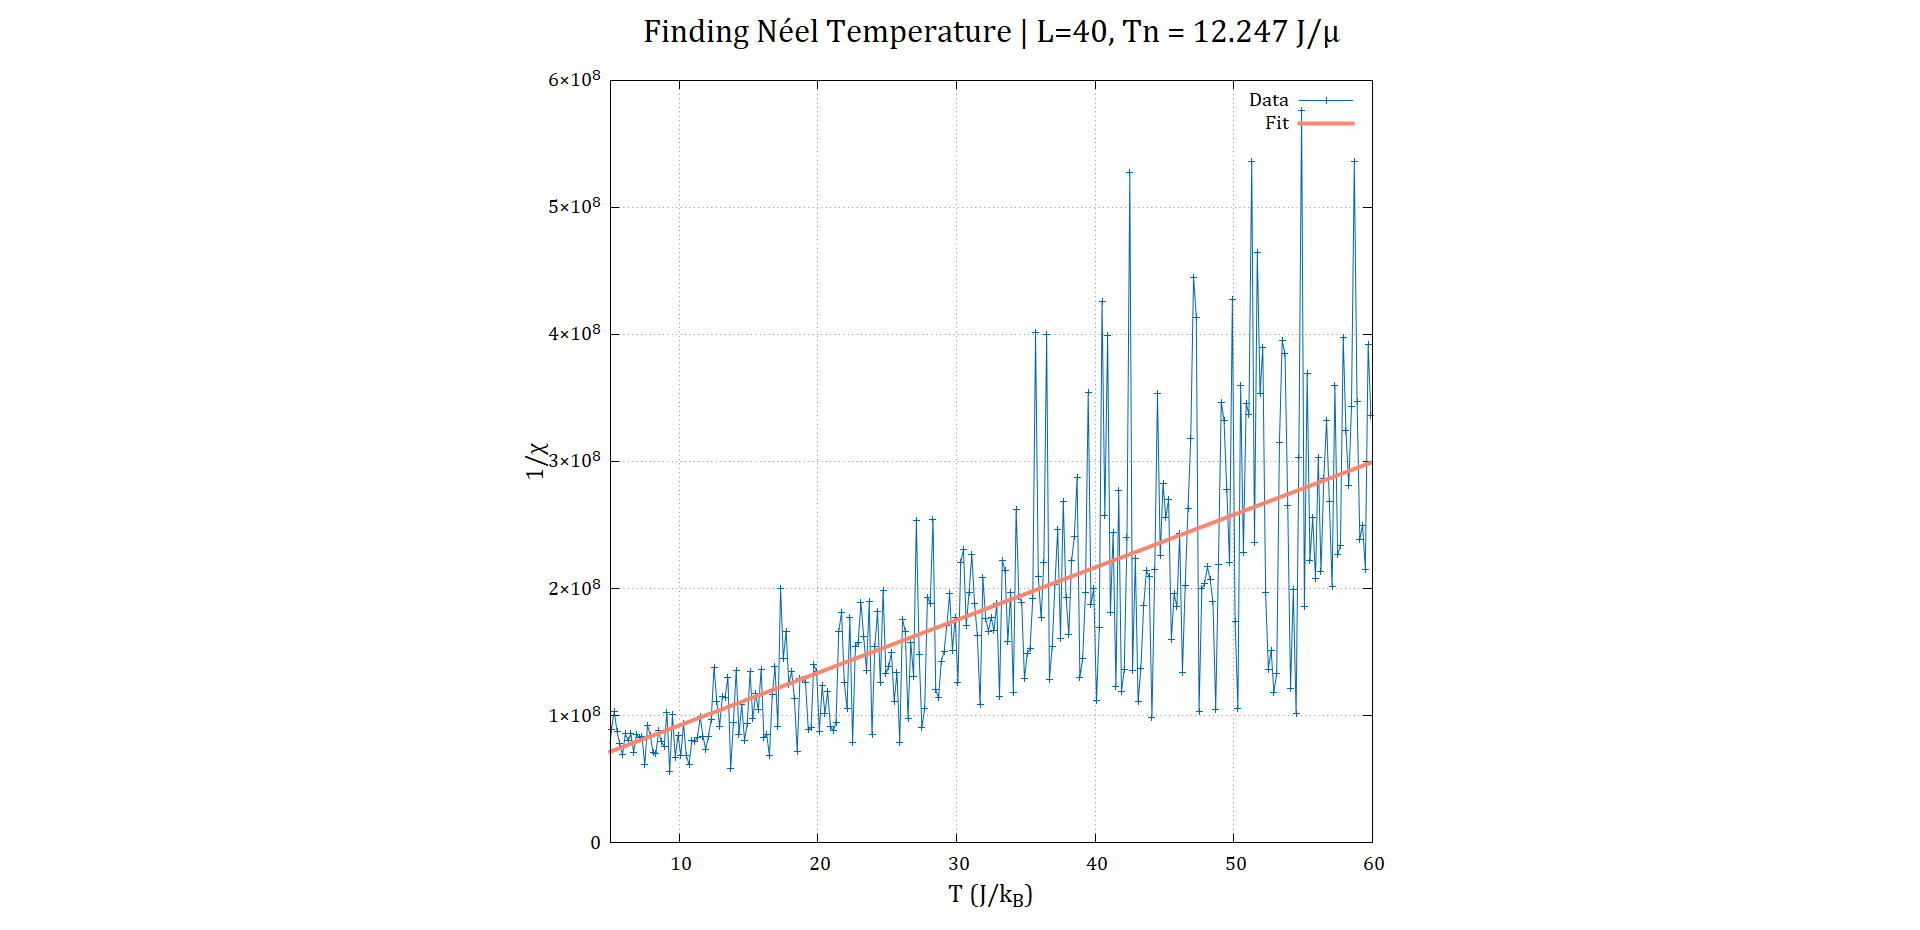 Finding Néel Temperature | L=40, Tn = 12.247 J/μ
6×10⁸
5×10⁸
4×10⁸
3×10⁸
2×10⁸
1×10⁸
0
1/χ
Data
Fit
10 20 30 40 50 60
T (J/k_B)